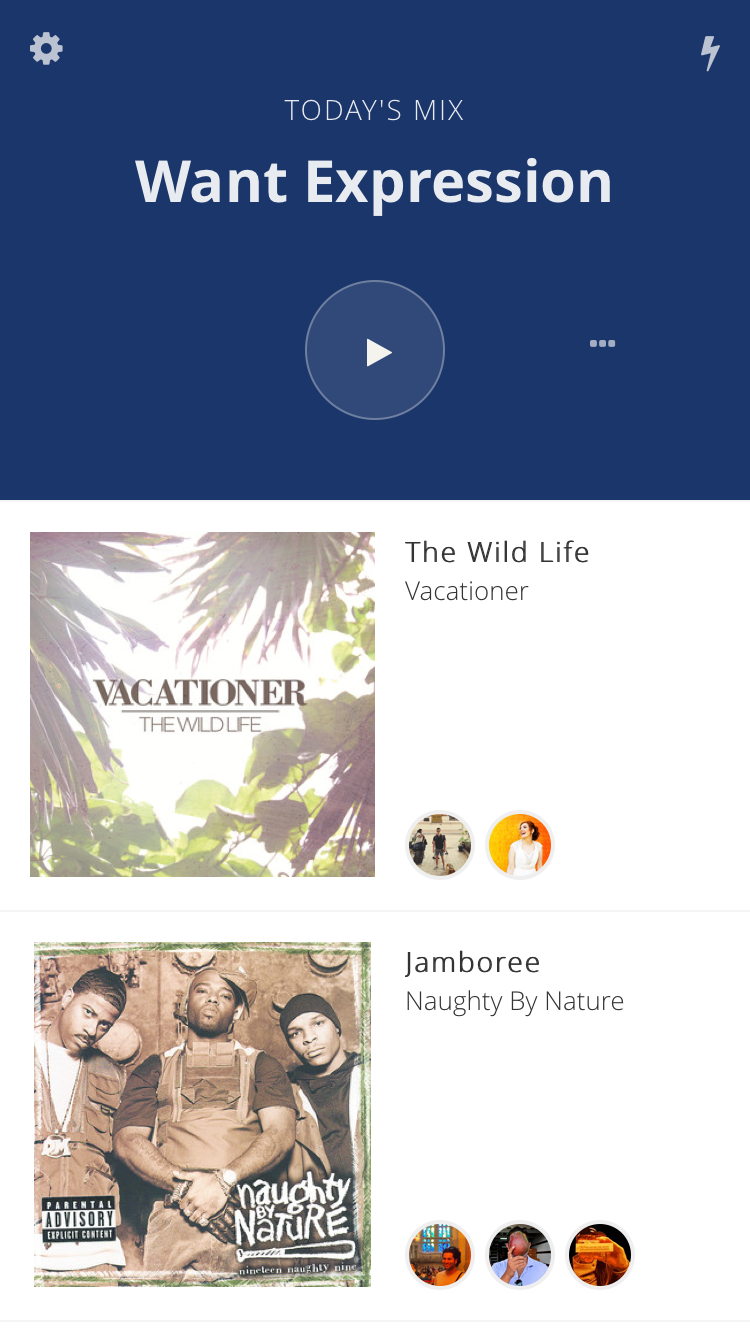 TODAY'S MIX
Want Expression
The Wild Life
Vacationer
VACATIONER
THE WILD LIFE
Jamboree
Naughty By Nature
naughty
BY
NATURE
nineteen naughty nine
PARENTAL
ADVISORY
EXPLICIT CONTENT